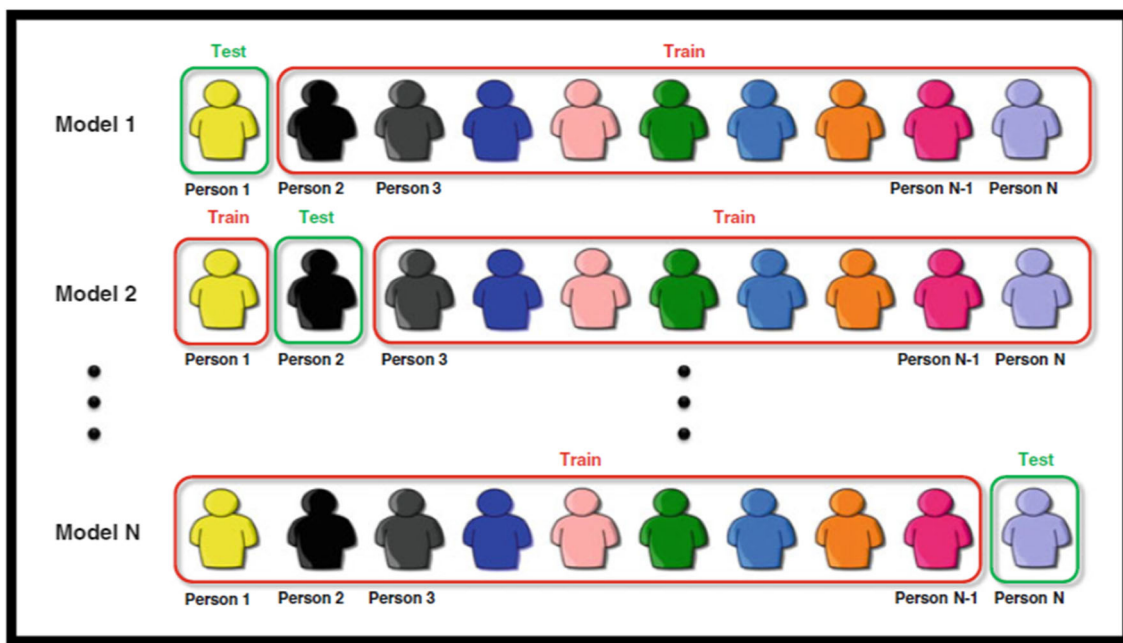 Test Train
Model 1
Person 1 Person 2 Person 3 Person N-1 Person N
Train Test Train
Model 2
Person 1 Person 2 Person 3 Person N-1 Person N
Train Test
Model N
Person 1 Person 2 Person 3 Person N-1 Person N